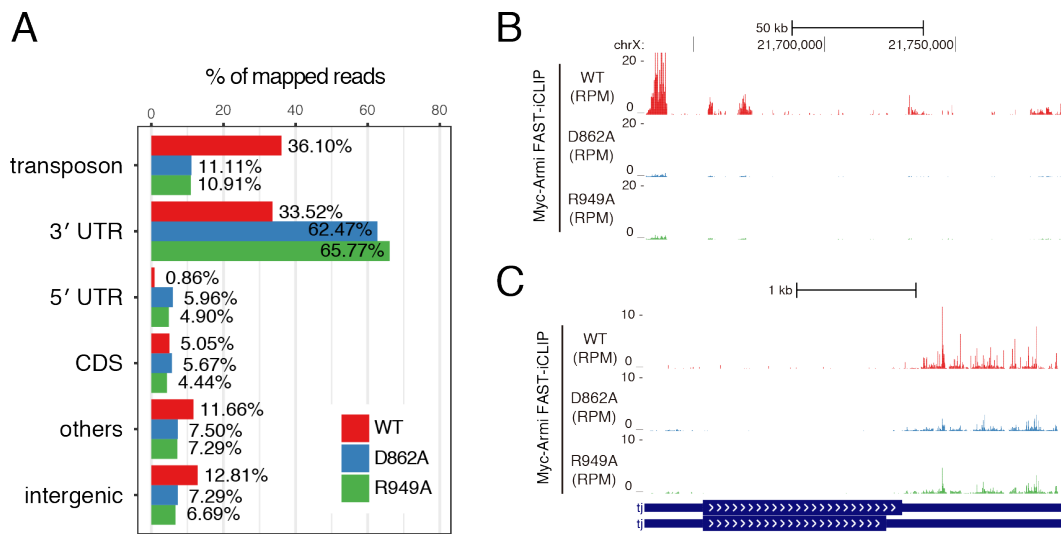 A
% of mapped reads
0 20 40 60 80
transposon
36.10%
11.11%
10.91%
3′ UTR
33.52%
62.47%
65.77%
5′ UTR
0.86%
5.96%
4.90%
CDS
5.05%
5.67%
4.44%
others
11.66%
7.50%
7.29%
intergenic
12.81%
7.29%
6.69%
WT
D862A
R949A
B
50 kb
chrX: 21,700,000 21,750,000
Myc-Armi FAST-iCLIP
20
WT
(RPM)
0
20
D862A
(RPM)
0
20
R949A
(RPM)
0
C
1 kb
Myc-Armi FAST-iCLIP
10
WT
(RPM)
0
10
D862A
(RPM)
0
10
R949A
(RPM)
0
tj
tj